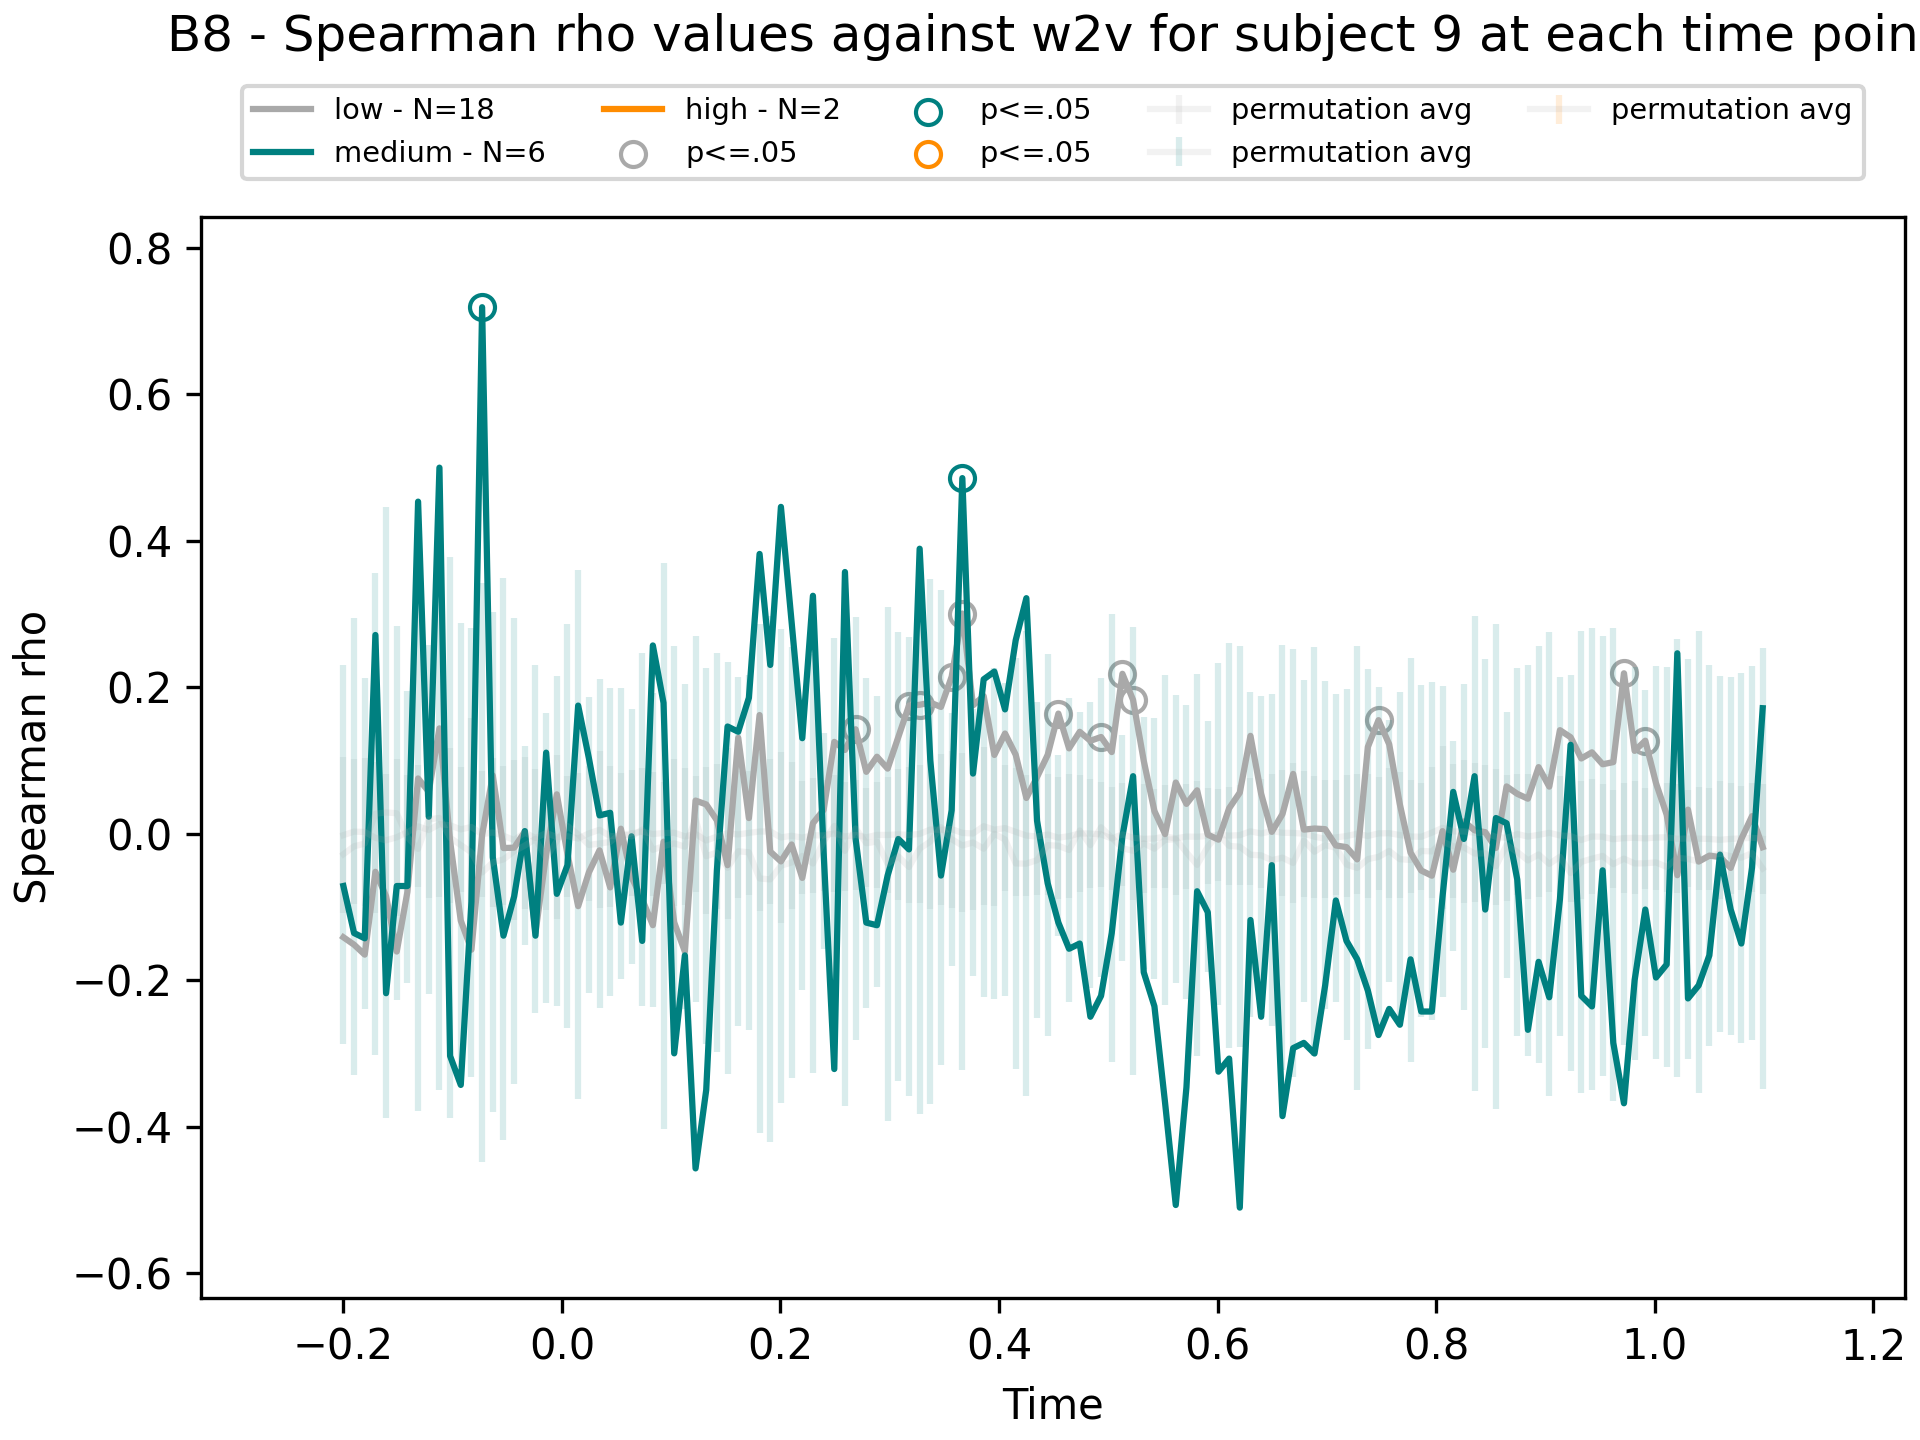 B8 - Spearman rho values against w2v for subject 9 at each time poin
low - N=18
medium - N=6
high - N=2
p<=.05
p<=.05
p<=.05
permutation avg
permutation avg
permutation avg
0.8
0.6
0.4
0.2
0.0
−0.2
−0.4
−0.6
Spearman rho
−0.2 0.0 0.2 0.4 0.6 0.8 1.0 1.2
Time